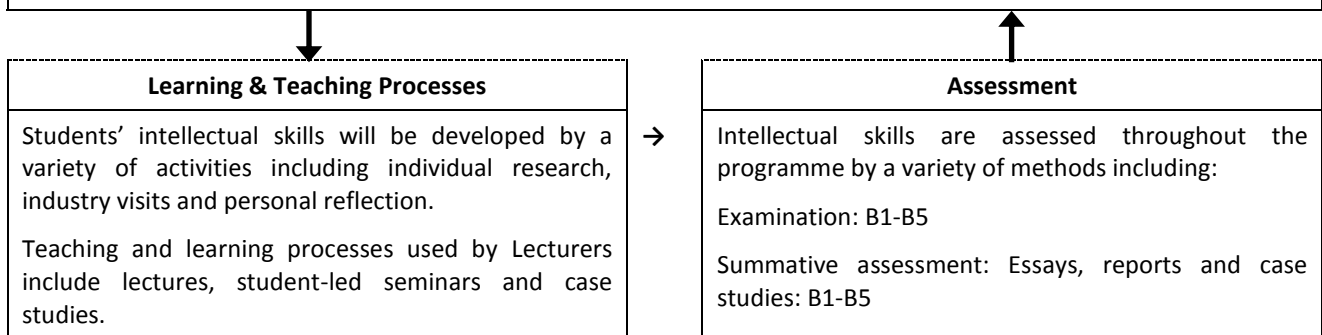 Learning & Teaching Processes
Students’ intellectual skills will be developed by a
variety of activities including individual research,
industry visits and personal reflection.
Teaching and learning processes used by Lecturers
include lectures, student-led seminars and case
studies.
→
Assessment
Intellectual skills are assessed throughout the
programme by a variety of methods including:
Examination: B1-B5
Summative assessment: Essays, reports and case
studies: B1-B5